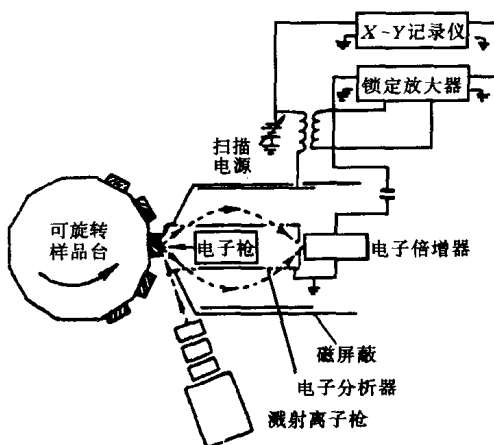 X-Y记录仪
锁定放大器
扫描
电源
可旋转
样品台
电子枪
电子倍增器
磁屏蔽
电子分析器
溅射离子枪